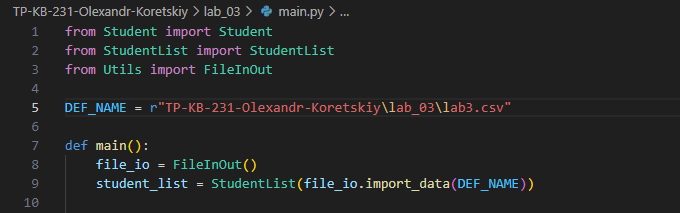 TP-KB-231-Olexandr-Koretskiy > lab_03 > main.py > ...
1 from Student import Student
2 from StudentList import StudentList
3 from Utils import FileInOut
4
5 DEF_NAME = r"TP-KB-231-Olexandr-Koretskiy\lab_03\lab3.csv"
6
7 def main():
8     file_io = FileInOut()
9     student_list = StudentList(file_io.import_data(DEF_NAME))
10